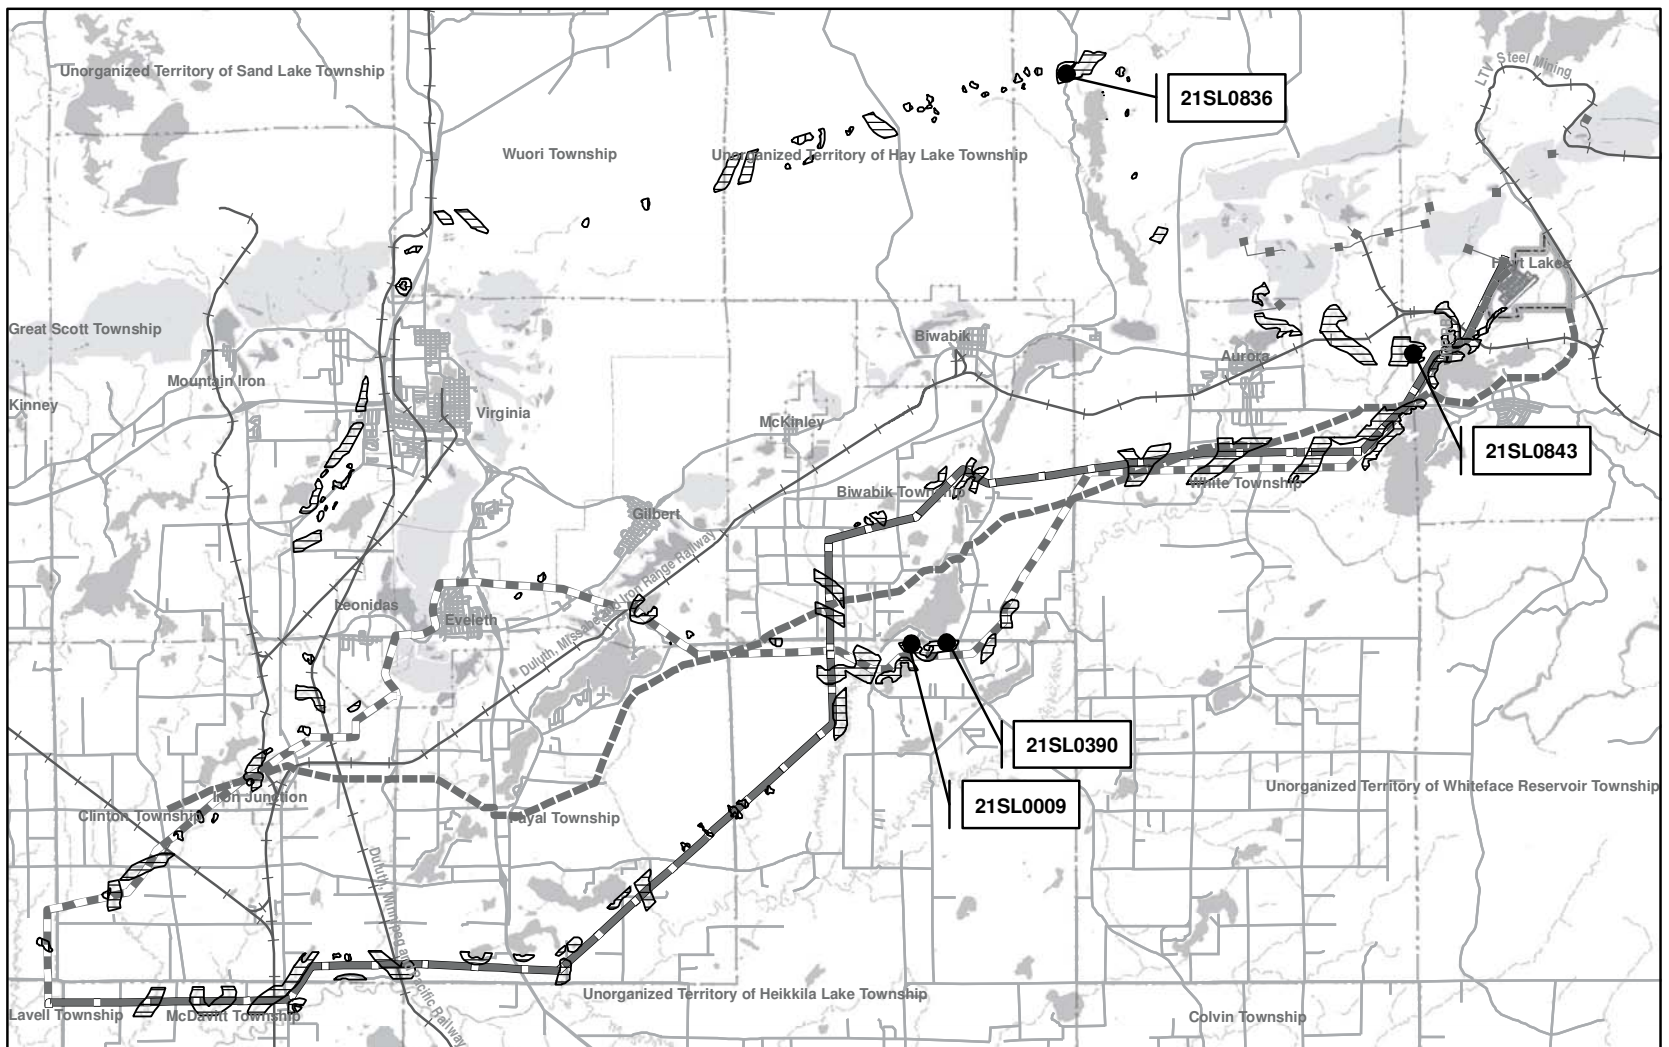 LTV Steel Mining
Unorganized Territory of Sand Lake Township
21SL0836
Wuori Township
Unorganized Territory of Hay Lake Township
Hoyt Lakes
Great Scott Township
Biwabik
Aurora
Mountain Iron
Kinney
Virginia
McKinley
21SL0843
White Township
Biwabik Township
Gilbert
Duluth, Missabe and Iron Range Railway
Leonidas
Eveleth
21SL0390
Unorganized Territory of Whiteface Reservoir Township
Iron Junction
21SL0009
Clinton Township
Fayal Township
Duluth, Winnipeg and Pacific Railway
Unorganized Territory of Heikkila Lake Township
Lavell Township
McDavitt Township
Colvin Township